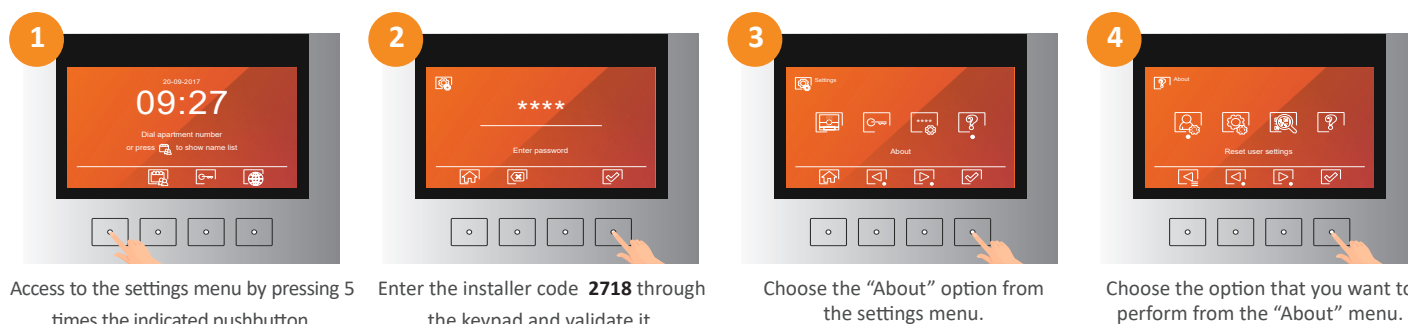 1
20-09-2017
09:27
Dial apartment number
or press to show name list
Access to the settings menu by pressing 5
times the indicated pushbutton
2
****
Enter password
Enter the installer code 2718 through
the keypad and validate it
3
Settings
****
?
About
Choose the “About” option from
the settings menu.
4
?
About
?
Reset user settings
Choose the option that you want to
perform from the “About” menu.